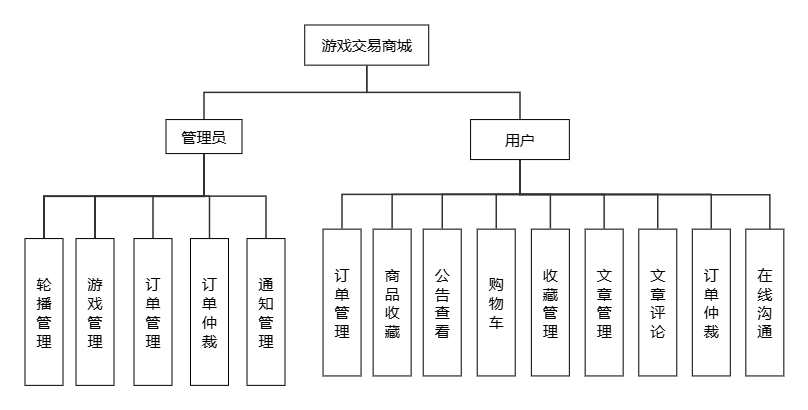 游戏交易商城
管理员
用户
轮播管理
游戏管理
订单管理
订单仲裁
通知管理
订单管理
商品收藏
公告查看
购物车
收藏管理
文章管理
文章评论
订单仲裁
在线沟通